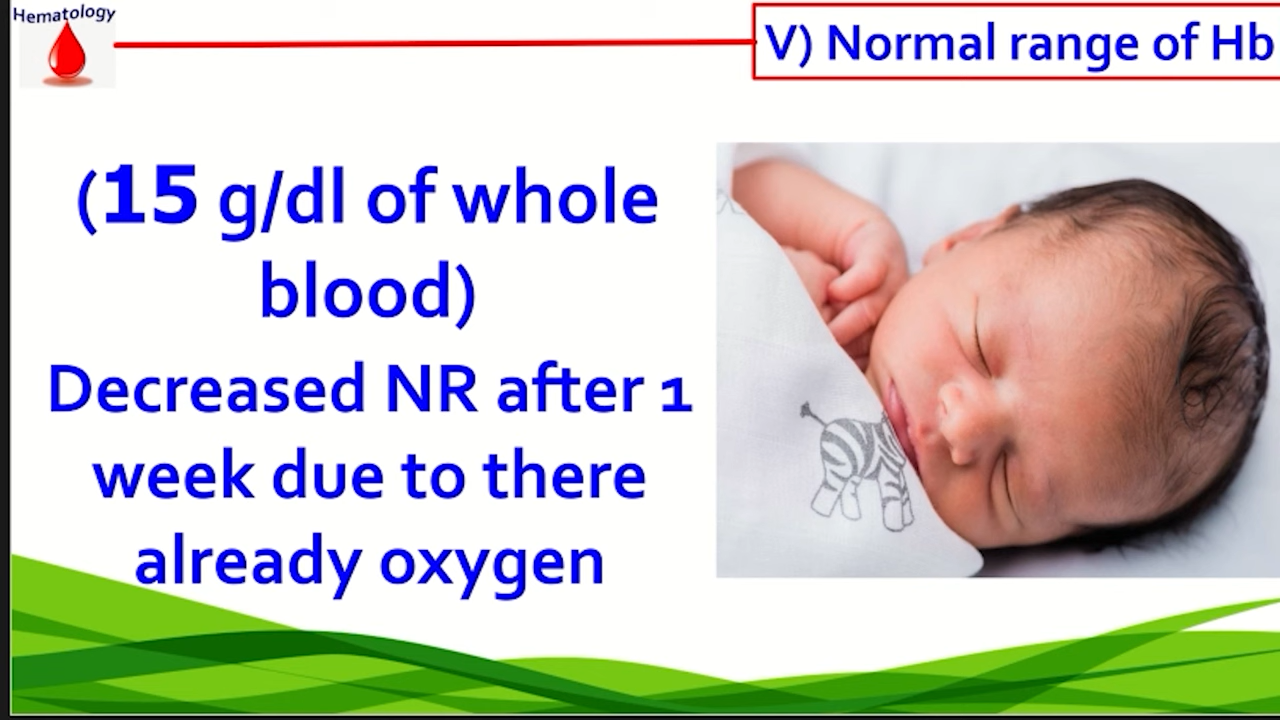 Hematology
V) Normal range of Hb
(15 g/dl of whole
blood)
Decreased NR after 1
week due to there
already oxygen